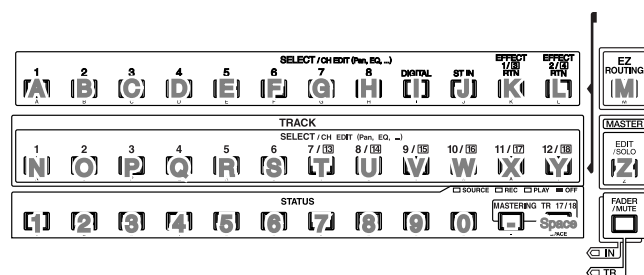 SELECT / CH EDIT (Pan, EQ, ...)
1 2 3 4 5 6 7 8 DIGITAL ST IN EFFECT 1/3 RTN EFFECT 2/4 RTN
A B C D E F G H I J K L
EZ ROUTING
M
TRACK
SELECT / CH EDIT (Pan, EQ, ...)
MASTER
1 2 3 4 5 6 7/13 8/14 9/15 10/16 11/17 12/18
EDIT /SOLO
N O P Q R S T U V W X Y Z
SOURCE REC PLAY OFF
STATUS
MASTERING TR 17/18
FADER /MUTE
1 2 3 4 5 6 7 8 9 0 - Space
IN
TR